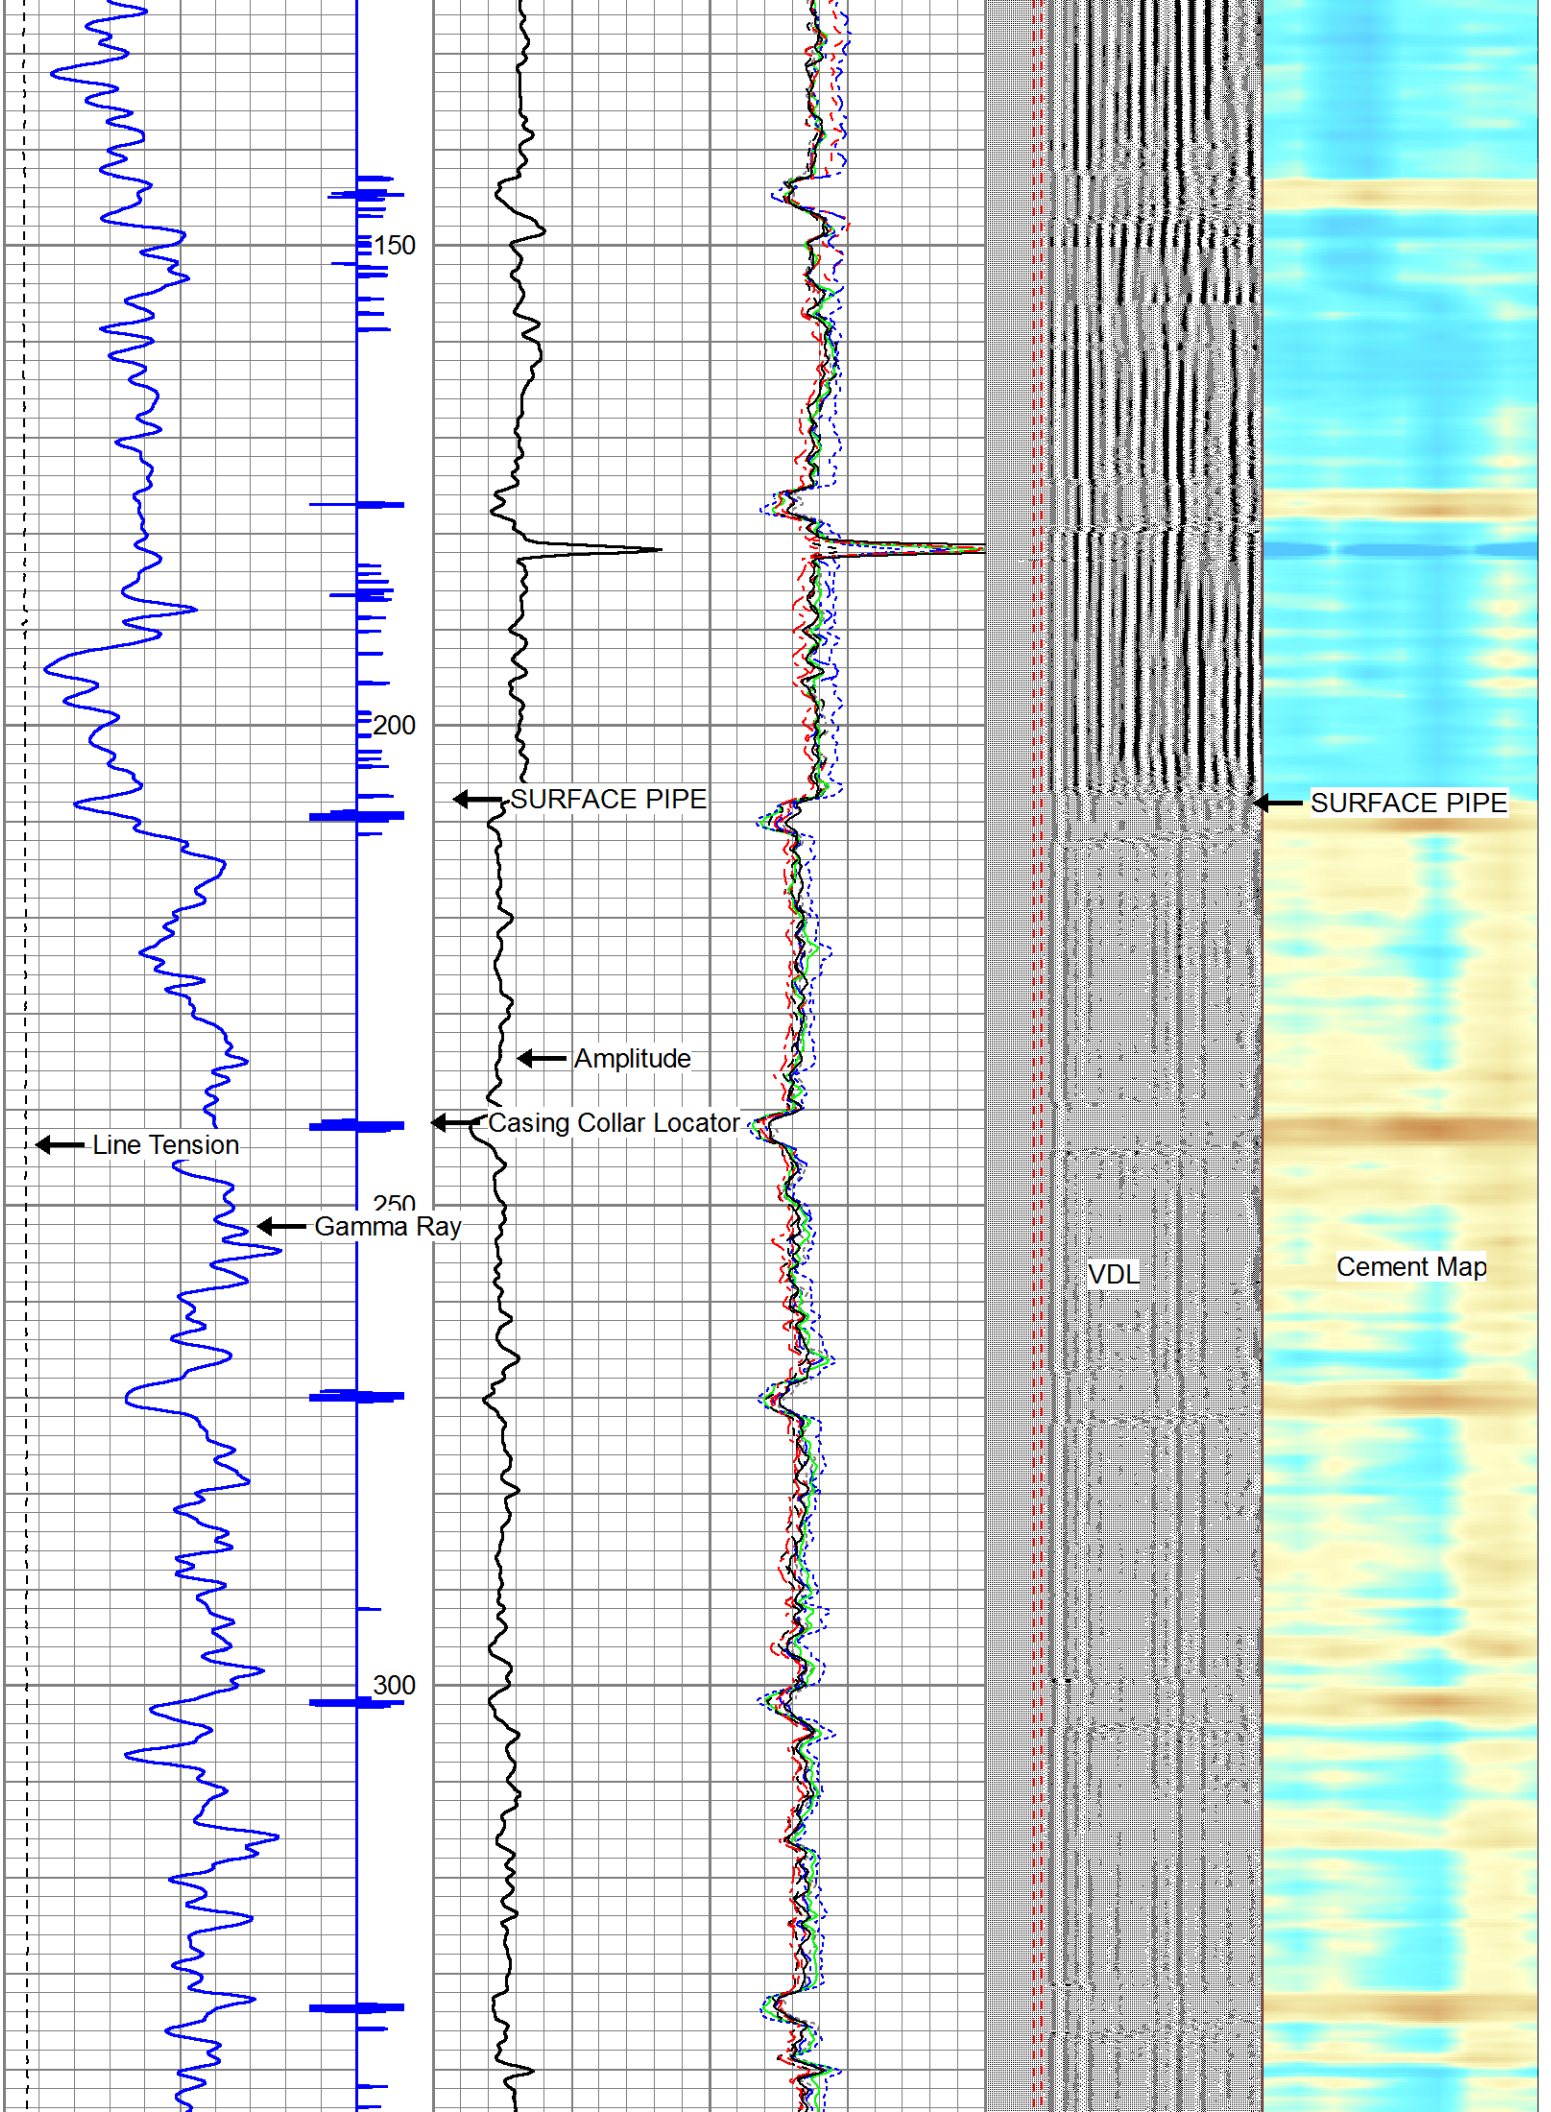 150
200
SURFACE PIPE
SURFACE PIPE
Amplitude
Casing Collar Locator
Line Tension
250
Gamma Ray
VDL
Cement Map
300